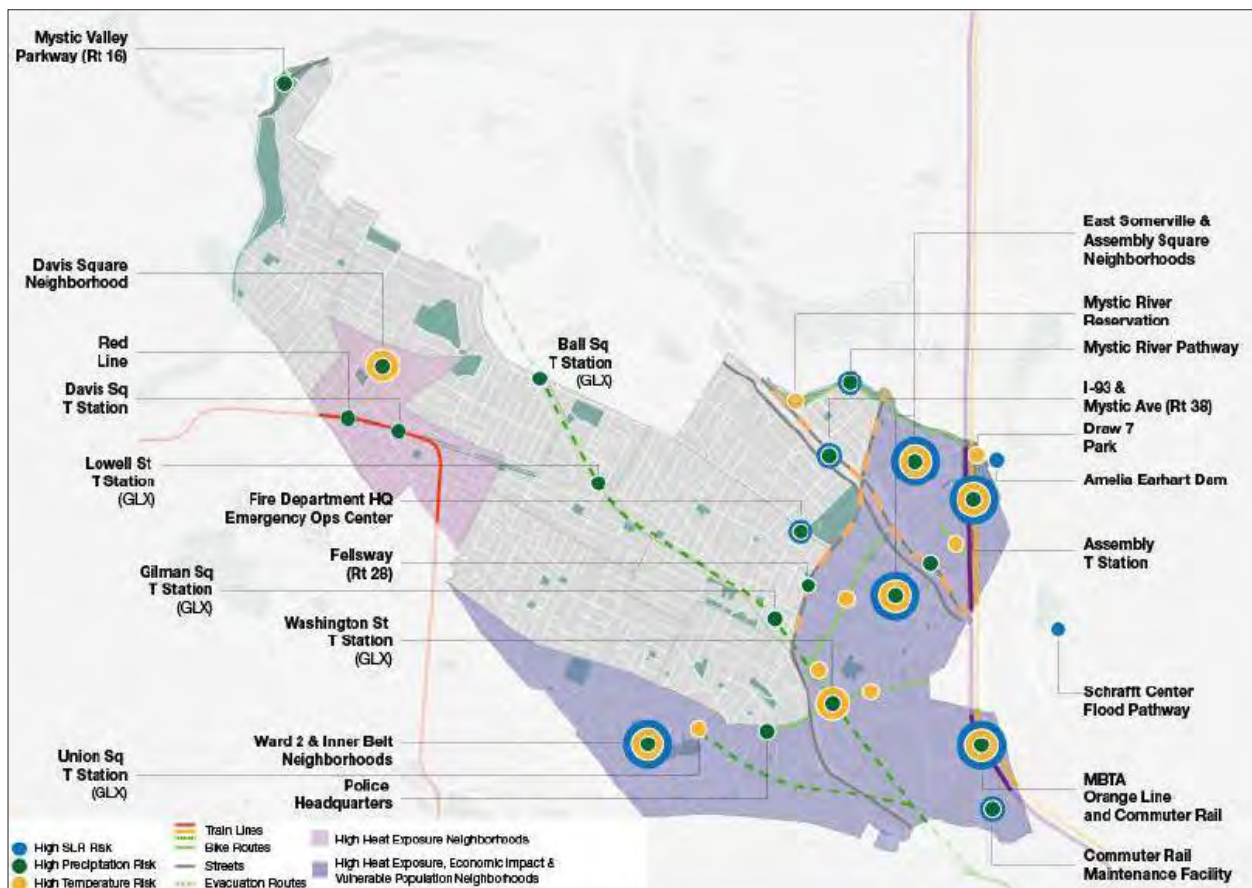 Mystic Valley
Parkway (Rt 16)
Davis Square
Neighborhood
Red
Line
Davis Sq
T Station
Lowell St
T Station
(GLX)
Gilman Sq
T Station
(GLX)
Union Sq
T Station
(GLX)
Ball Sq
T Station
(GLX)
Fire Department HQ
Emergency Ops Center
Fellsway
(Rt 28)
Washington St
T Station
(GLX)
Ward 2 & Inner Belt
Neighborhoods
Police
Headquarters
East Somerville &
Assembly Square
Neighborhoods
Mystic River
Reservation
Mystic River Pathway
I-93 &
Mystic Ave (Rt 38)
Draw 7
Park
Amelia Earhart Dam
Assembly
T Station
Schrafft Center
Flood Pathway
MBTA
Orange Line
and Commuter Rail
Commuter Rail
Maintenance Facility
High SLR Risk
High Precipitation Risk
High Temperature Risk
Train Lines
Bike Routes
Streets
Evacuation Routes
High Heat Exposure Neighborhoods
High Heat Exposure, Economic Impact &
Vulnerable Population Neighborhoods